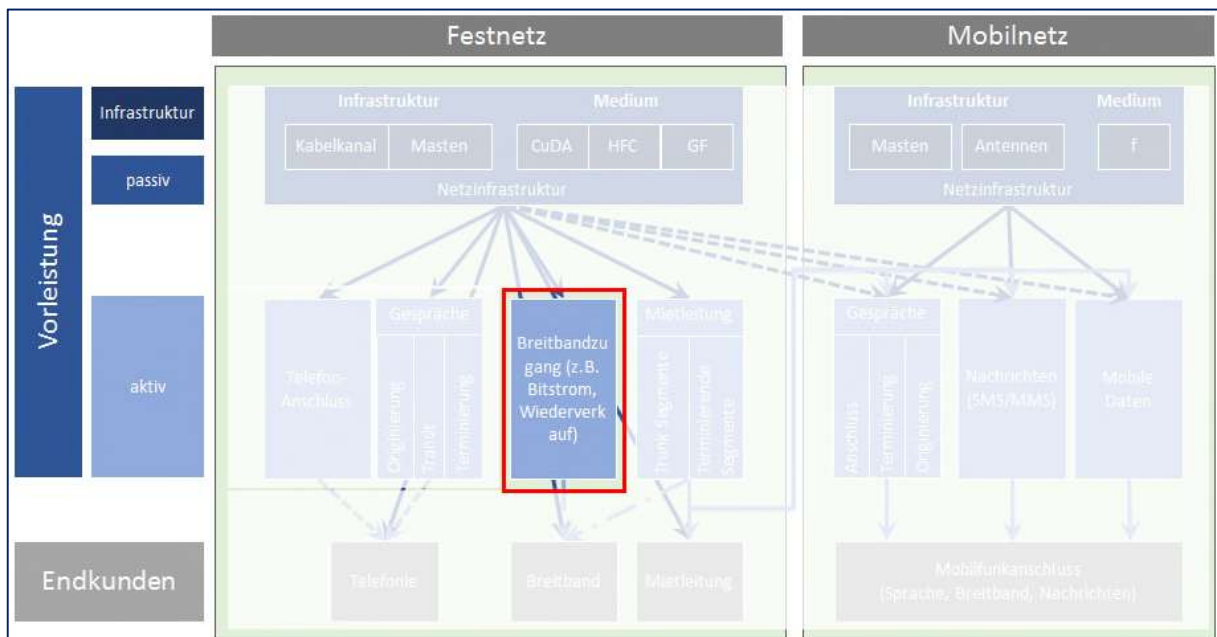 Festnetz
Mobilnetz
Vorleistung
Infrastruktur
passiv
aktiv
Endkunden
Infrastruktur
Medium
Kabelkanal
Masten
CuDA
HFC
GF
Netzinfrastruktur
Infrastruktur
Medium
Masten
Antennen
f
Netzinfrastruktur
Telefon-
Anschluss
Gespräche
Originierung
Transit
Terminierung
Breitbandzu
gang (z.B.
Bitstrom,
Wiederverk
auf)
Mietleitung
Trunk Segmente
Terminierende
Segmente
Gespräche
Anschluss
Terminierung
Originierung
Nachrichten
(SMS/MMS)
Mobile
Daten
Telefonie
Breitband
Mietleitung
Mobilfunkanschluss
(Sprache, Breitband, Nachrichten)